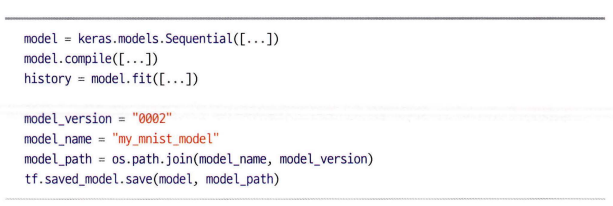 model = keras.models.Sequential([...])
model.compile([...])
history = model.fit([...])
model_version = "0002"
model_name = "my_mnist_model"
model_path = os.path.join(model_name, model_version)
tf.saved_model.save(model, model_path)